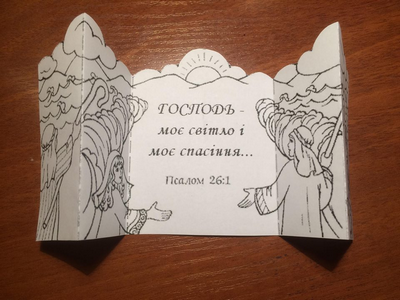 ГОСПОДЬ -
моє світло і
моє спасіння...
Псалом 26:1